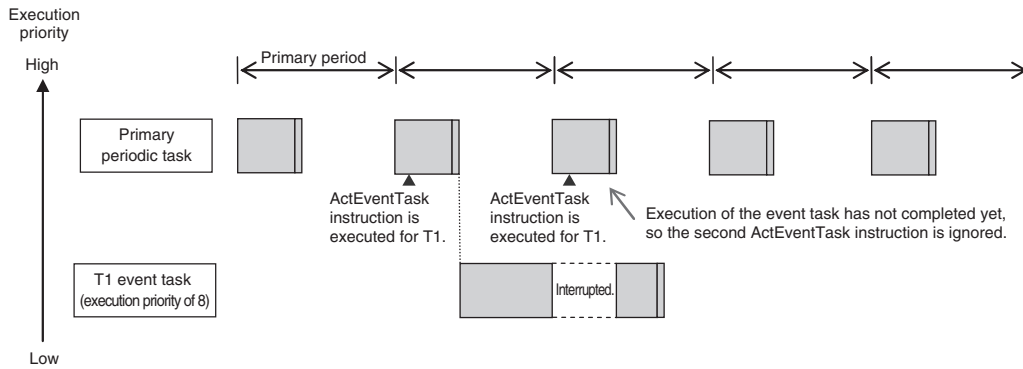 Execution
priority
High
Primary period
Primary
periodic task
ActEventTask
instruction is
executed for T1.
ActEventTask
instruction is
executed for T1.
Execution of the event task has not completed yet,
so the second ActEventTask instruction is ignored.
T1 event task
(execution priority of 8)
Interrupted.
Low